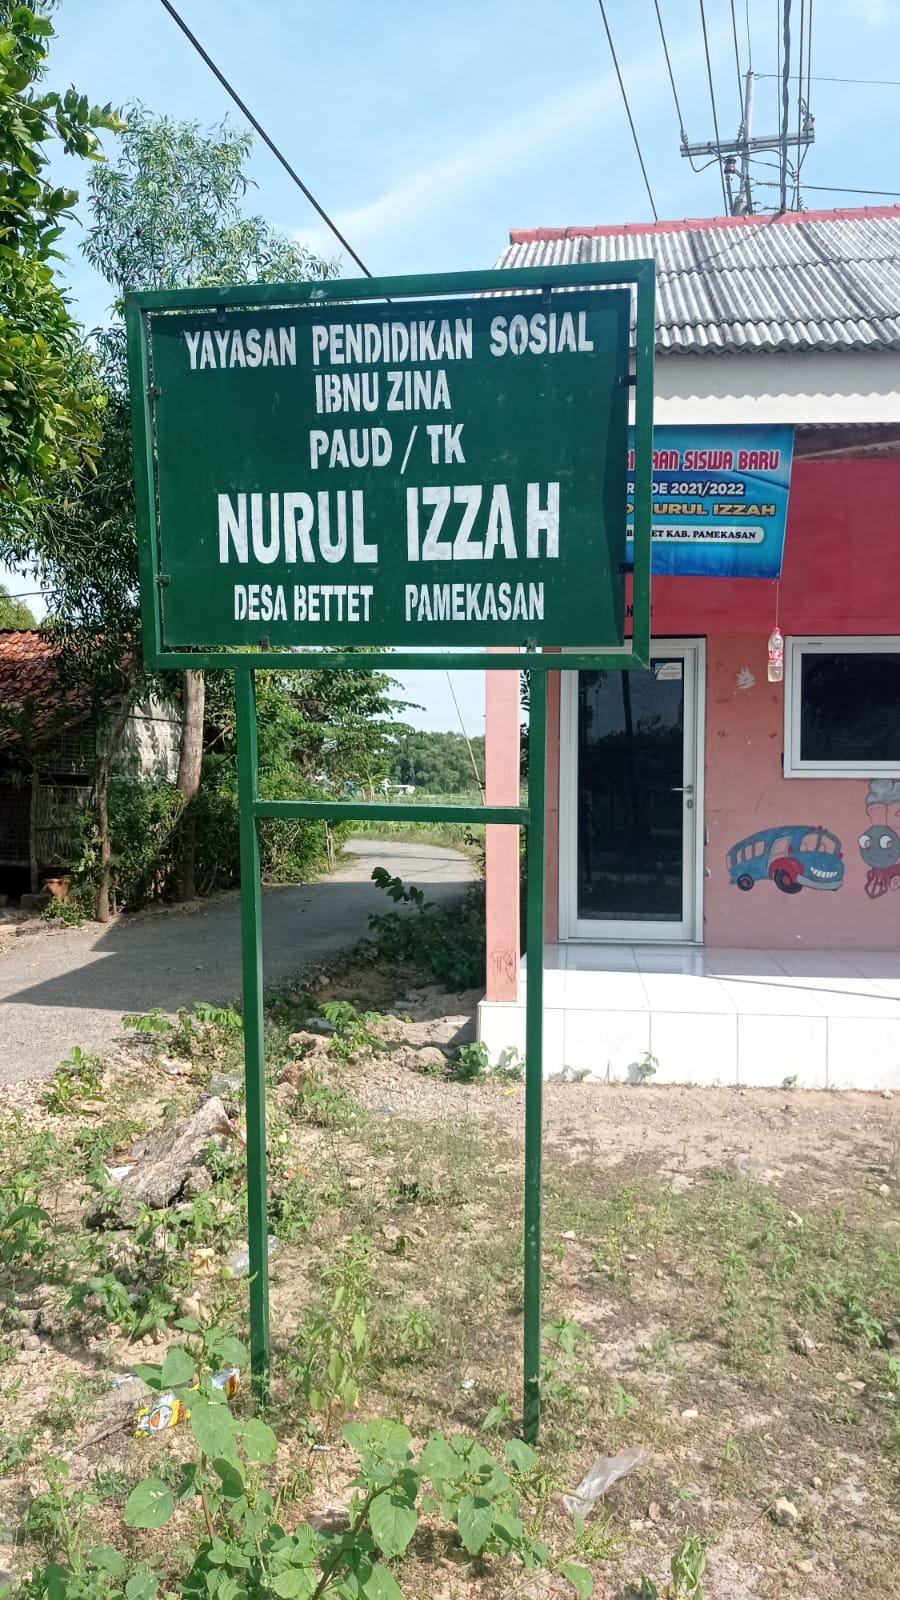 YAYASAN PENDIDIKAN SOSIAL
IBNU ZINA
PAUD / TK
NURUL IZZAH
DESA BETTET PAMEKASAN
SISWA BARU
2021/2022
NURUL IZZAH
KAB. PAMEKASAN